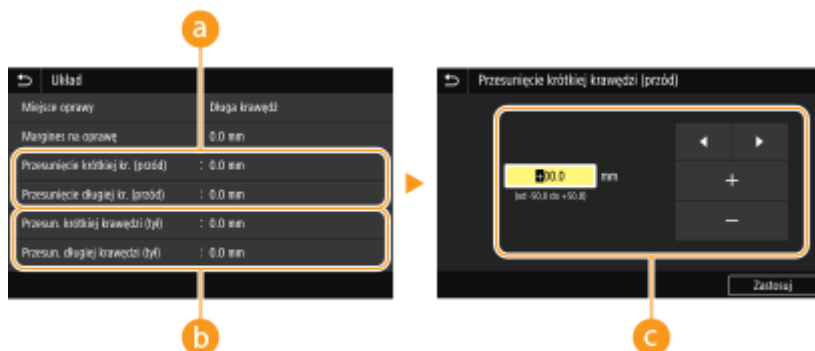 a
Układ
Miejsce oprawy Długa krawędź
Margines na oprawę 0.0 mm
Przesunięcie krótkiej kr. (przód) : 0.0 mm
Przesunięcie długiej kr. (przód) : 0.0 mm
Przesun. krótkiej krawędzi (tył) : 0.0 mm
Przesun. długiej krawędzi (tył) : 0.0 mm
b
Przesunięcie krótkiej krawędzi (przód)
+00.0 mm
(od -50.0 do +50.0)
+
−
Zastosuj
c